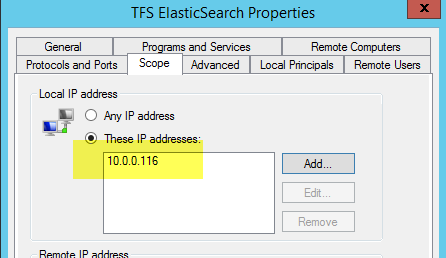 TFS ElasticSearch Properties
x
General Programs and Services Remote Computers
Protocols and Ports Scope Advanced Local Principals Remote Users
Local IP address
Any IP address
These IP addresses:
10.0.0.116
Add...
Edit...
Remove
Remote IP address